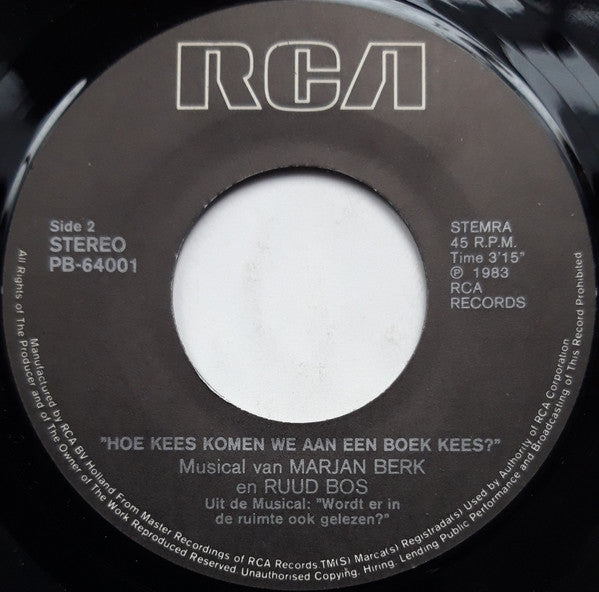 RCA
Side 2
STEREO
PB-64001
STEMRA
45 R.P.M.
Time 3'15"
℗ 1983
RCA
RECORDS
"HOE KEES KOMEN WE AAN EEN BOEK KEES?"
Musical van MARJAN BERK
en RUUD BOS
Uit de Musical: "Wordt er in
de ruimte ook gelezen?"
All Rights of The Producer and of The Owner of The Work Reproduced Reserved Unauthorised Copying, Hiring, Lending Public Performance and Broadcasting of This Record Prohibited
Manufactured by RCA BV Holland From Master Recordings of RCA Records TM(S) Marca(s) Registrada(s) Used by Authority of RCA Corporation